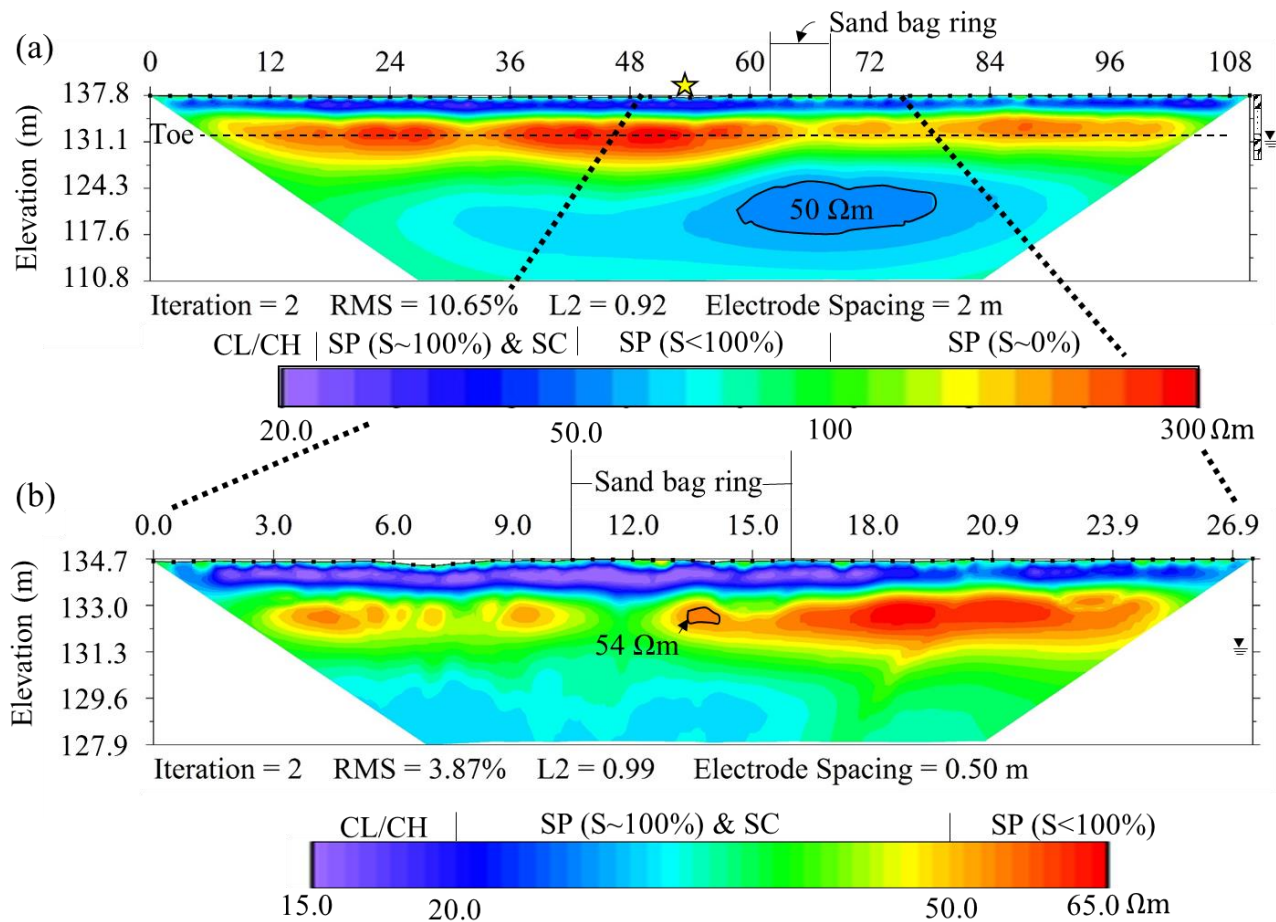 Sand bag ring
(a)
0 12 24 36 48 60 72 84 96 108
137.8
Toe
131.1
124.3
50 Ωm
117.6
110.8
Elevation (m)
Iteration = 2 RMS = 10.65% L2 = 0.92 Electrode Spacing = 2 m
CL/CH SP (S~100%) & SC SP (S<100%) SP (S~0%)
20.0 50.0 100 300 Ωm
(b)
Sand bag ring
0.0 3.0 6.0 9.0 12.0 15.0 18.0 20.9 23.9 26.9
134.7
133.0
54 Ωm
131.3
129.6
127.9
Elevation (m)
Iteration = 2 RMS = 3.87% L2 = 0.99 Electrode Spacing = 0.50 m
CL/CH SP (S~100%) & SC SP (S<100%)
15.0 20.0 50.0 65.0 Ωm